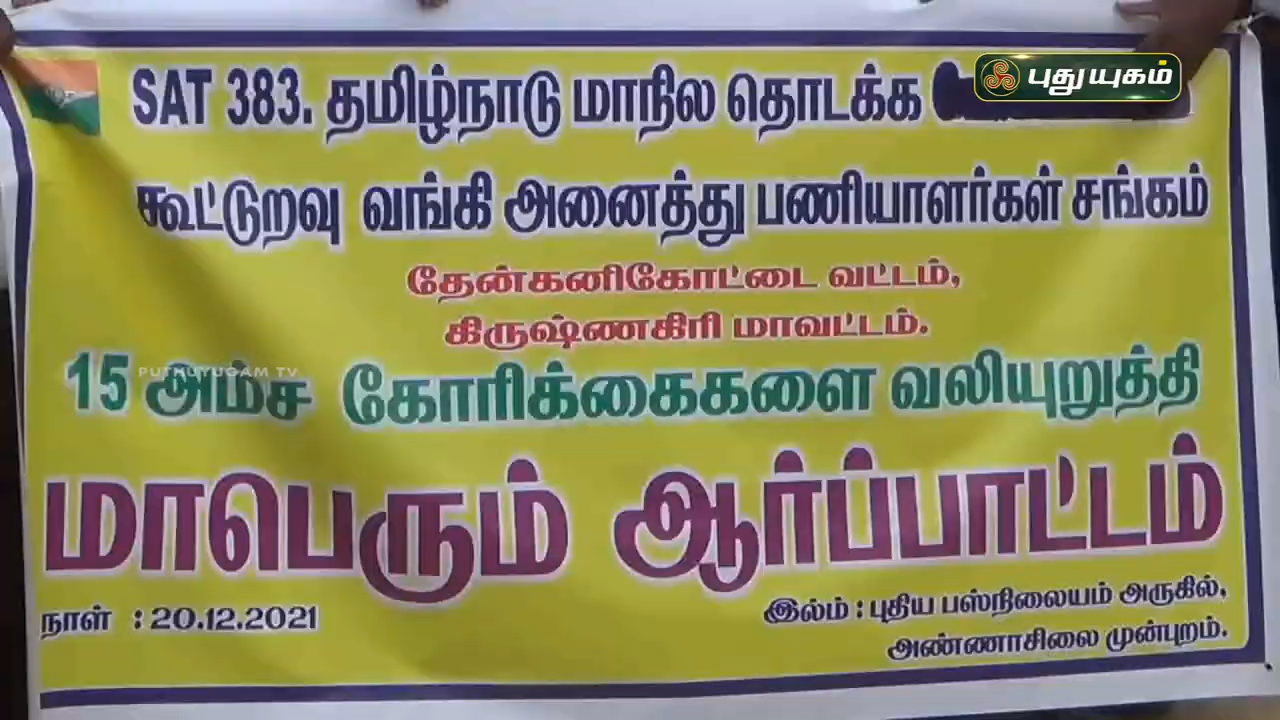 புதுயுகம்
SAT 383. தமிழ்நாடு மாநில தொடக்க
கூட்டுறவு வங்கி அனைத்து பணியாளர்கள் சங்கம்
தேன்கனிகோட்டை வட்டம்,
கிருஷ்ணகிரி மாவட்டம்.
PUTHUYUGAM TV
15 அம்ச கோரிக்கைகளை வலியுறுத்தி
மாபெரும் ஆர்ப்பாட்டம்
நாள் : 20.12.2021
இல்ம் : புதிய பஸ்நிலையம் அருகில்,
அண்ணாசிலை முன்புறம்.